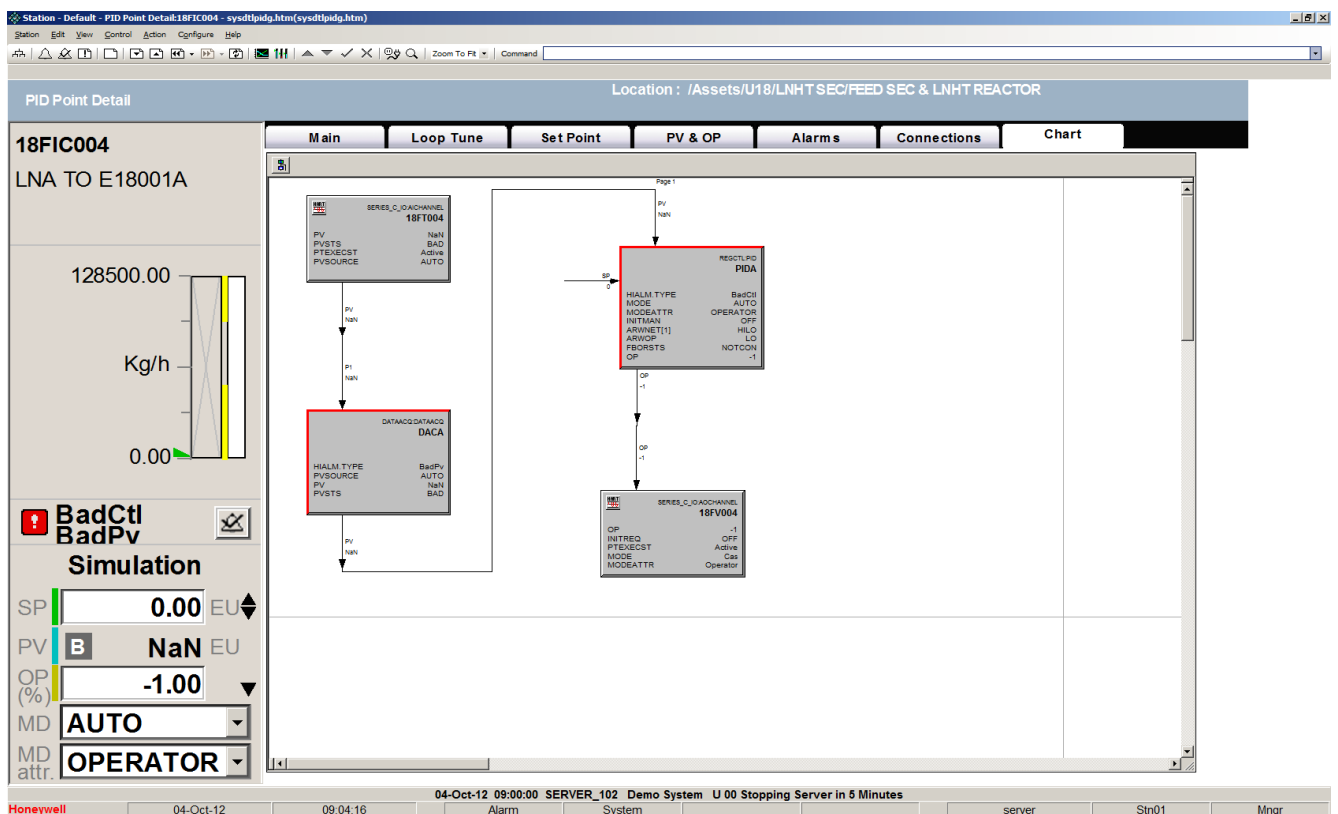 Station - Default - PID Point Detail:18FIC004 - sysdtlpidg.htm(sysdtlpidg.htm)
Station Edit View Control Action Configure Help
Zoom To Fit Command
PID Point Detail
Location : /Assets/U18/LNHT SEC/FEED SEC & LNHT REACTOR
18FIC004
LNA TO E18001A
Main Loop Tune Set Point PV & OP Alarms Connections Chart
128500.00
Kg/h
0.00
BadCtl
BadPv
Simulation
SP 0.00 EU
PV B NaN EU
OP (%) -1.00
MD AUTO
MD attr. OPERATOR
Page 1
SERIES_C_IO:AICHANNEL
18FT004
PV NaN
PVSTS BAD
PTEXECST Active
PVSOURCE AUTO
PV
NaN
P1
NaN
DATAACQ:DATAACQ
DACA
HIALM.TYPE BadPv
PVSOURCE AUTO
PV NaN
PVSTS BAD
PV
NaN
PV
NaN
SP
0
REGCTL:PID
PIDA
HIALM.TYPE BadCtl
MODE AUTO
MODEATTR OPERATOR
INITMAN OFF
ARWNET[1] HILO
ARWOP LO
FBORSTS NOTCON
OP -1
OP
-1
OP
-1
SERIES_C_IO:AOCHANNEL
18FV004
OP -1
INITREQ OFF
PTEXECST Active
MODE Cas
MODEATTR Operator
04-Oct-12 09:00:00 SERVER_102 Demo System U 00 Stopping Server in 5 Minutes
Honeywell 04-Oct-12 09:04:16 Alarm System server Stn01 Mngr